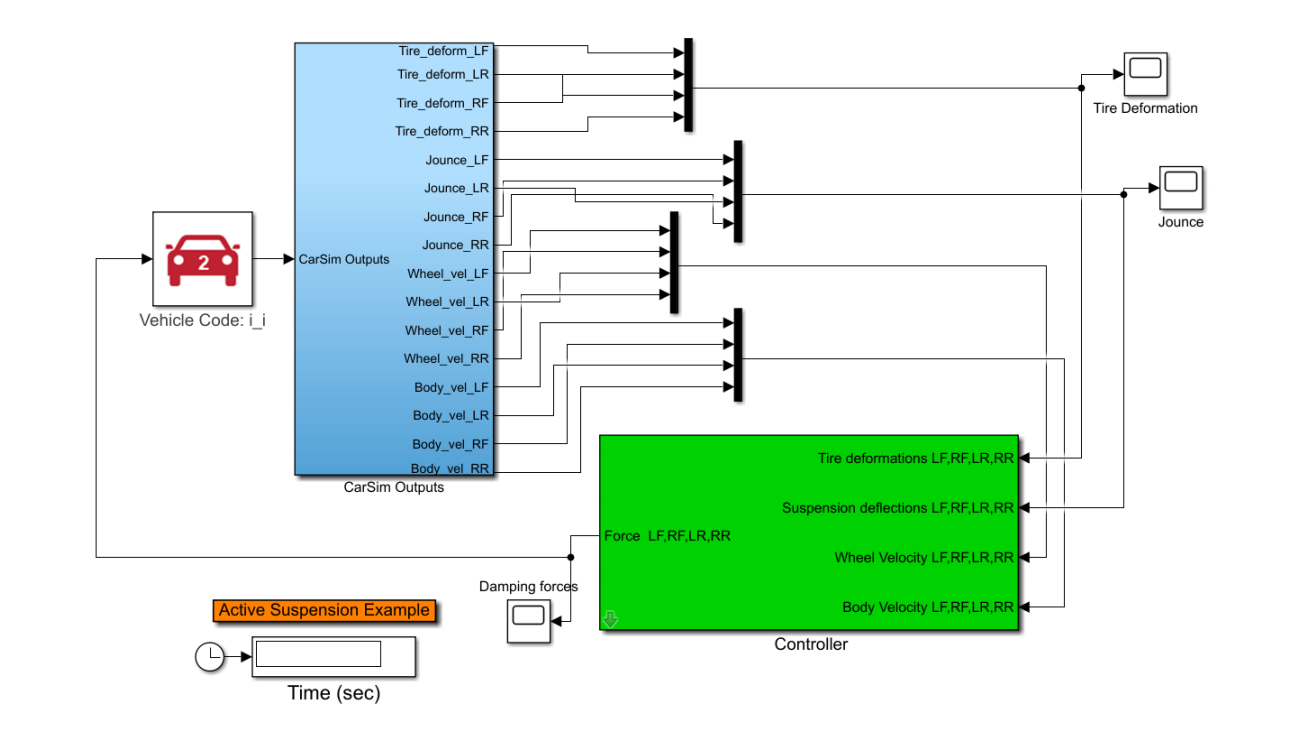 Tire_deform_LF
Tire_deform_LR
Tire_deform_RF
Tire_deform_RR
Jounce_LF
Jounce_LR
Jounce_RF
Jounce_RR
Wheel_vel_LF
Wheel_vel_LR
Wheel_vel_RF
Wheel_vel_RR
Body_vel_LF
Body_vel_LR
Body_vel_RF
Body_vel_RR
CarSim Outputs
CarSim Outputs
2
Vehicle Code: i_i
Tire Deformation
Jounce
Tire deformations LF,RF,LR,RR
Suspension deflections LF,RF,LR,RR
Force LF,RF,LR,RR
Wheel Velocity LF,RF,LR,RR
Body Velocity LF,RF,LR,RR
Controller
Damping forces
Active Suspension Example
Time (sec)